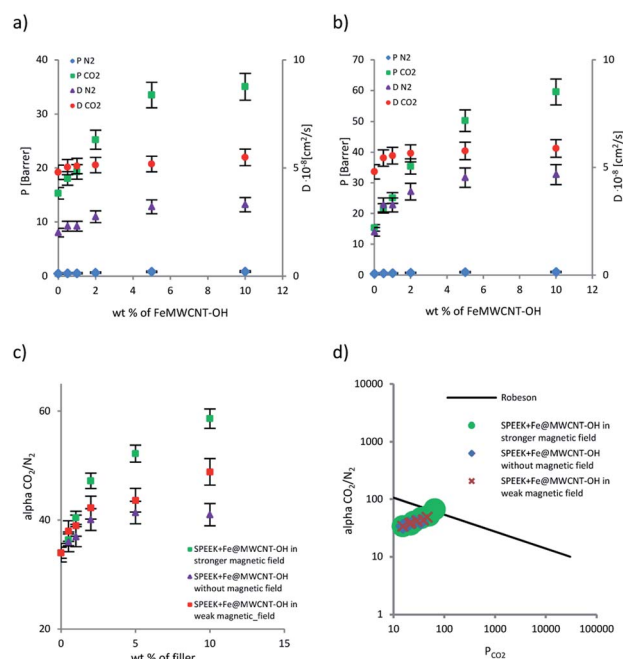 a)
P N2
P CO2
D N2
D CO2
40
30
20
10
0
P [Barrer]
10
5
0
D ·10⁻⁸[cm²/s]
0 2 4 6 8 10 12
wt % of FeMWCNT-OH
b)
P N2
P CO2
D N2
D CO2
70
60
50
40
30
20
10
0
P [Barrer]
10
5
0
D ·10⁻⁸[cm²/s]
0 2 4 6 8 10 12
wt % of FeMWCNT-OH
c)
60
40
20
alpha CO₂/N₂
SPEEK+Fe@MWCNT-OH in
stronger magnetic field
SPEEK+Fe@MWCNT-OH
without magnetic field
SPEEK+Fe@MWCNT-OH in
weak magnetic_field
0 5 10 15
wt % of filler
d)
10000
1000
100
10
1
alpha CO₂/N₂
Robeson
SPEEK+Fe@MWCNT-OH in
stronger magnetic field
SPEEK+Fe@MWCNT-OH
without magnetic field
SPEEK+Fe@MWCNT-OH in
weak magnetic field
10 100 1000 10000 100000
P CO2